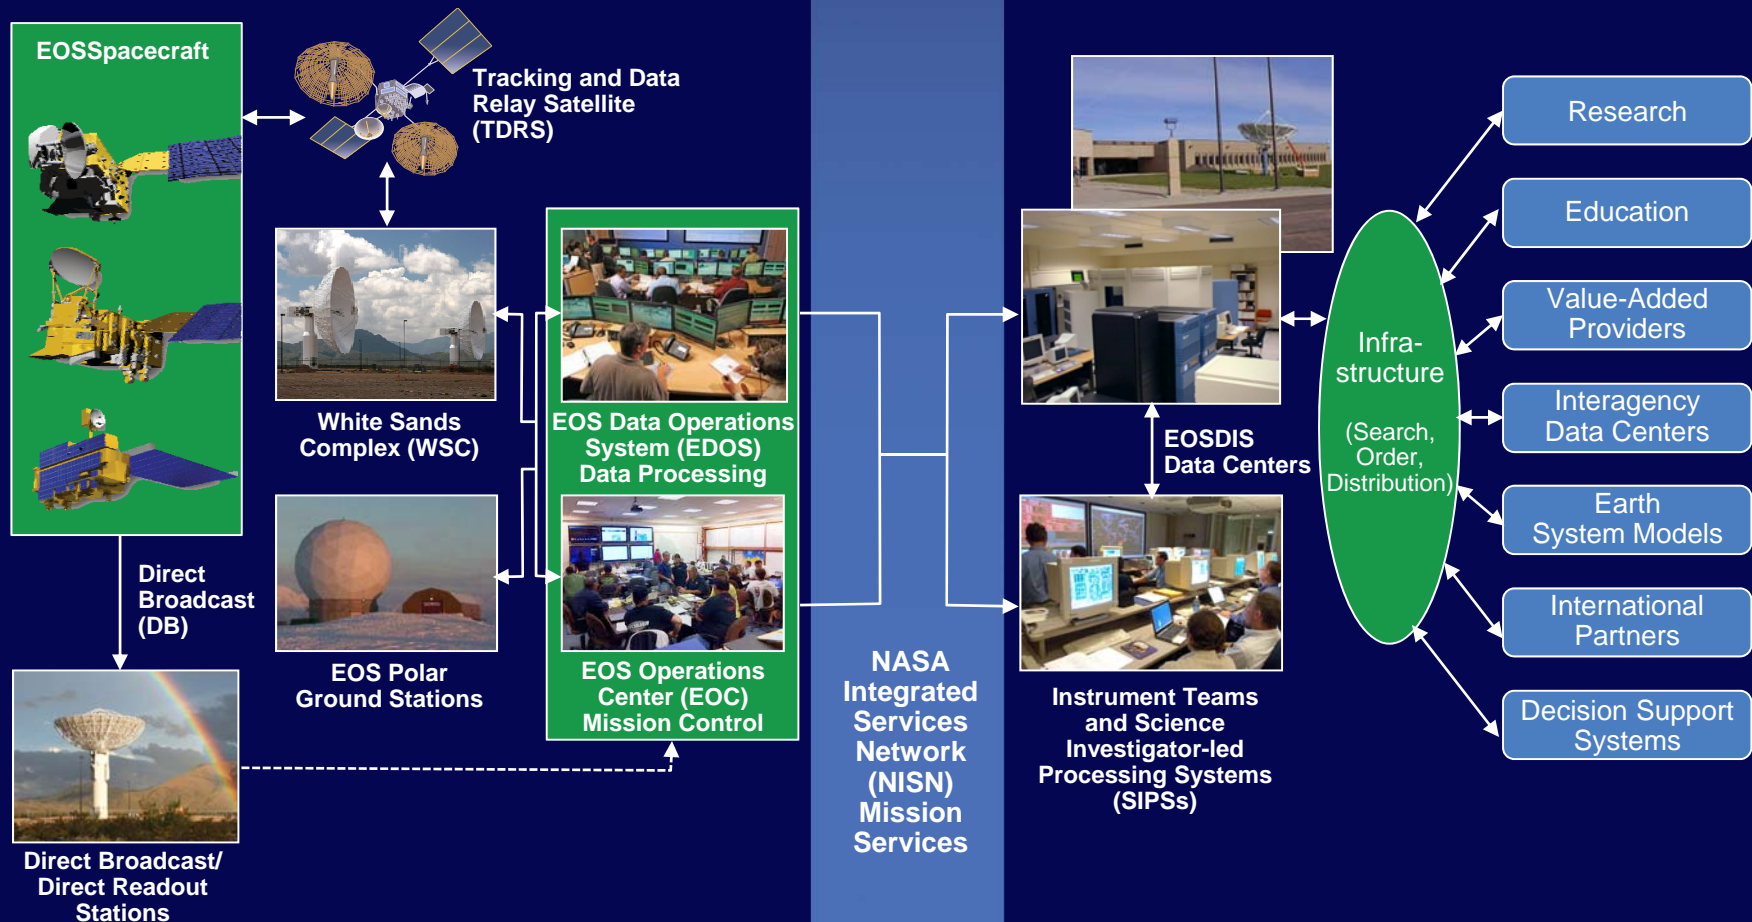 EOSSpacecraft
Tracking and Data
Relay Satellite
(TDRS)
White Sands
Complex (WSC)
EOS Data Operations
System (EDOS)
Data Processing
EOS Polar
Ground Stations
EOS Operations
Center (EOC)
Mission Control
Direct
Broadcast
(DB)
Direct Broadcast/
Direct Readout
Stations
NASA
Integrated
Services
Network
(NISN)
Mission
Services
EOSDIS
Data Centers
Instrument Teams
and Science
Investigator-led
Processing Systems
(SIPSs)
Infra-
structure
(Search,
Order,
Distribution)
Research
Education
Value-Added
Providers
Interagency
Data Centers
Earth
System Models
International
Partners
Decision Support
Systems